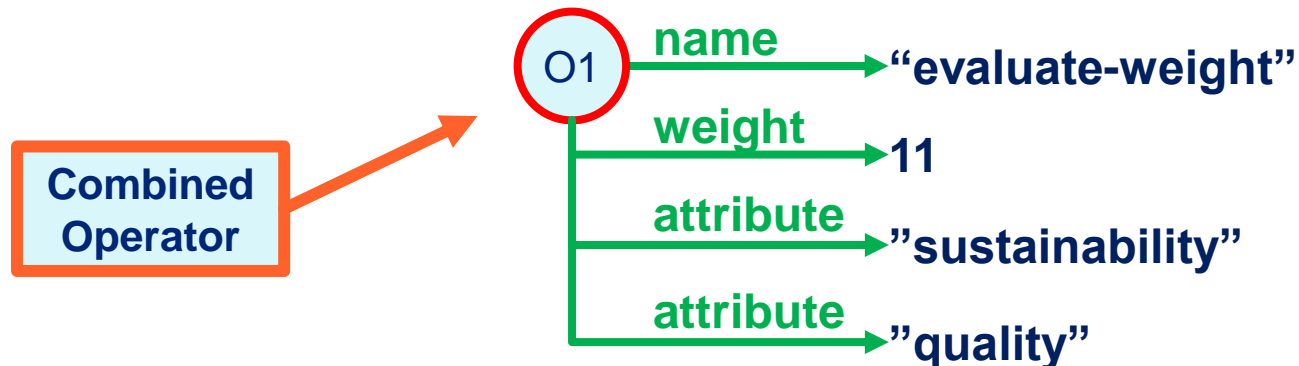 O1
name
“evaluate-weight”
weight
11
Combined
Operator
attribute
”sustainability”
attribute
”quality”